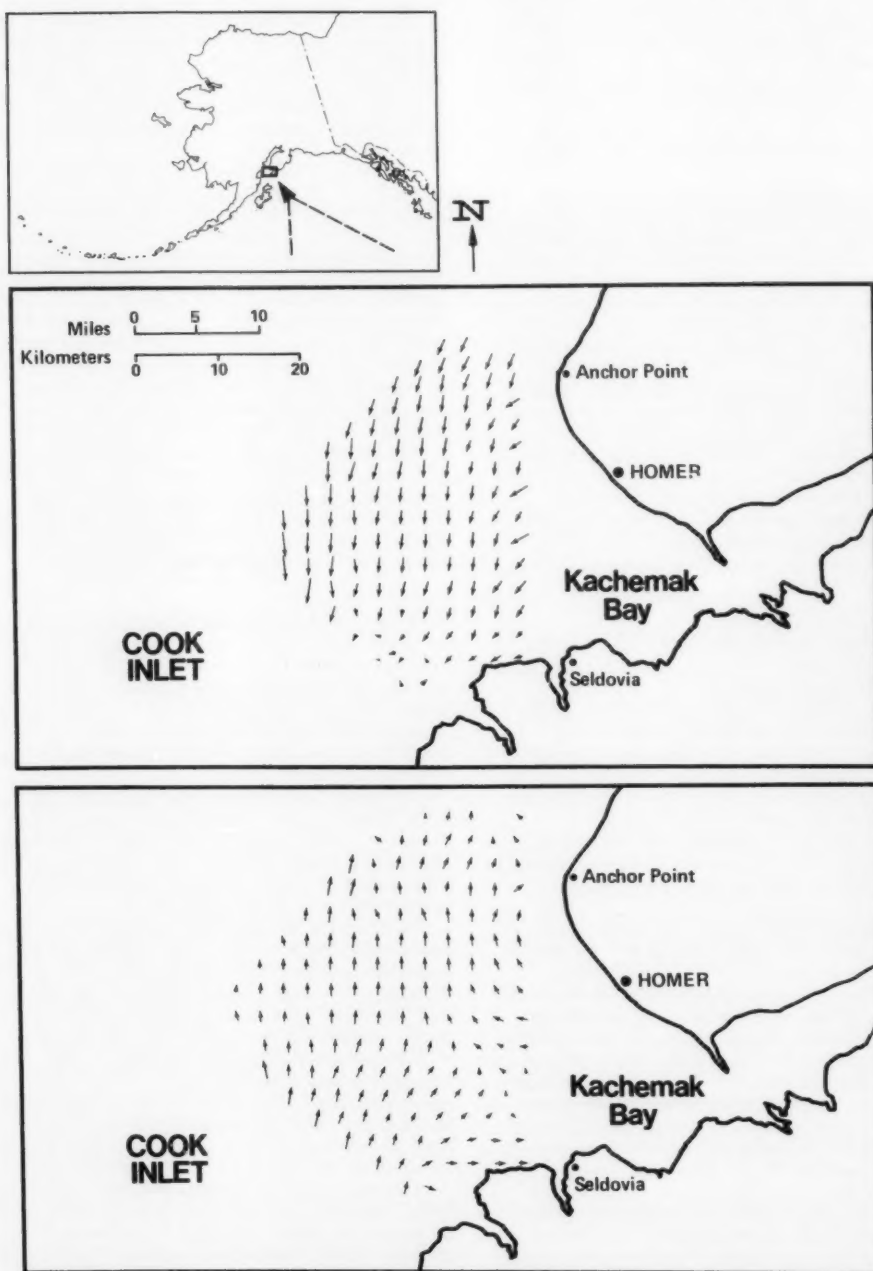 N
Miles 0 5 10
Kilometers
0 10 20
Anchor Point
HOMER
Kachemak
Bay
COOK
INLET
Seldovia
Anchor Point
HOMER
Kachemak
Bay
COOK
INLET
Seldovia